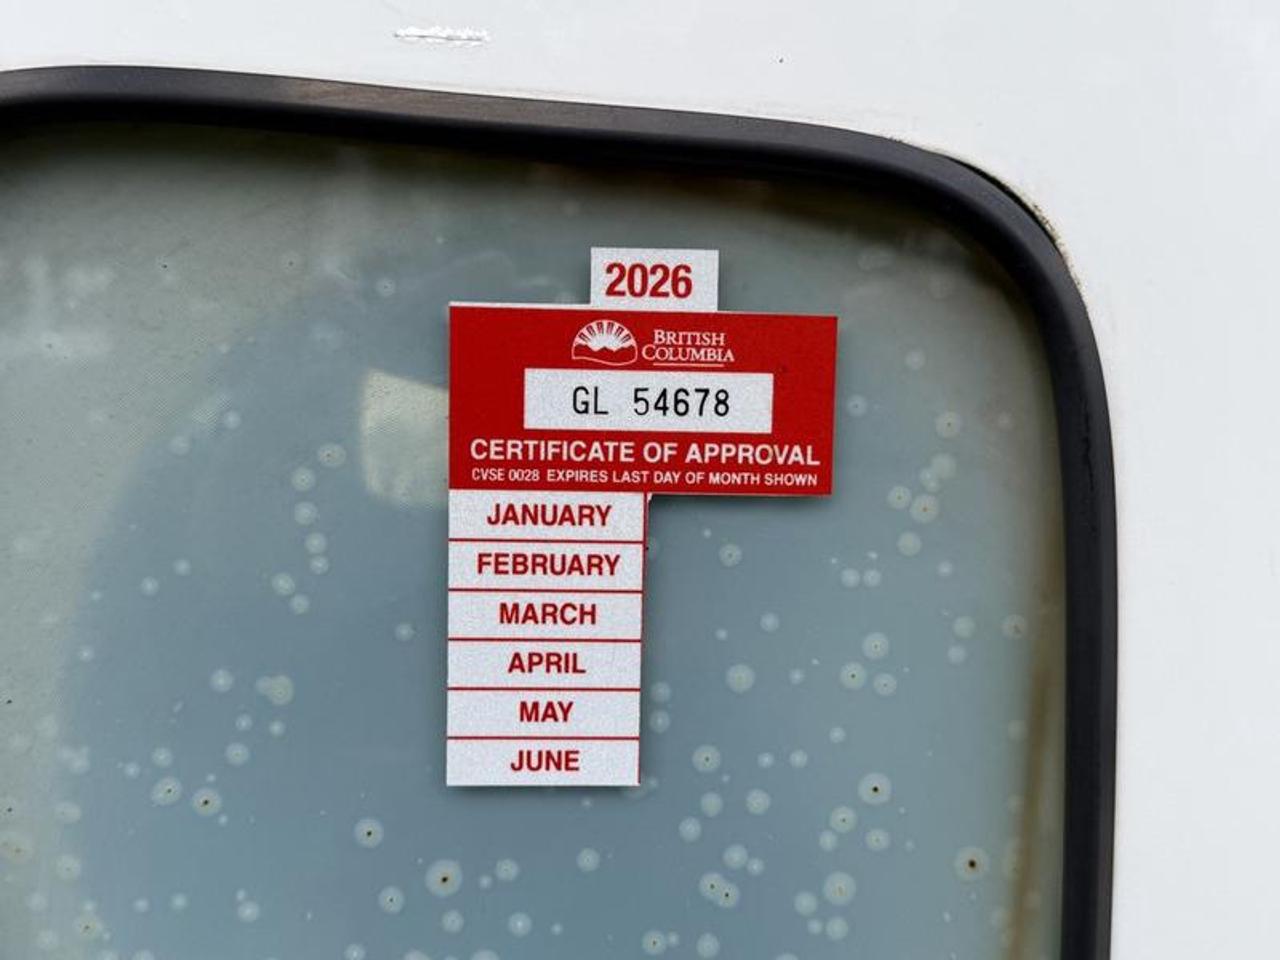 2026
BRITISH
COLUMBIA
GL 54678
CERTIFICATE OF APPROVAL
CVSE 0028 EXPIRES LAST DAY OF MONTH SHOWN
JANUARY
FEBRUARY
MARCH
APRIL
MAY
JUNE